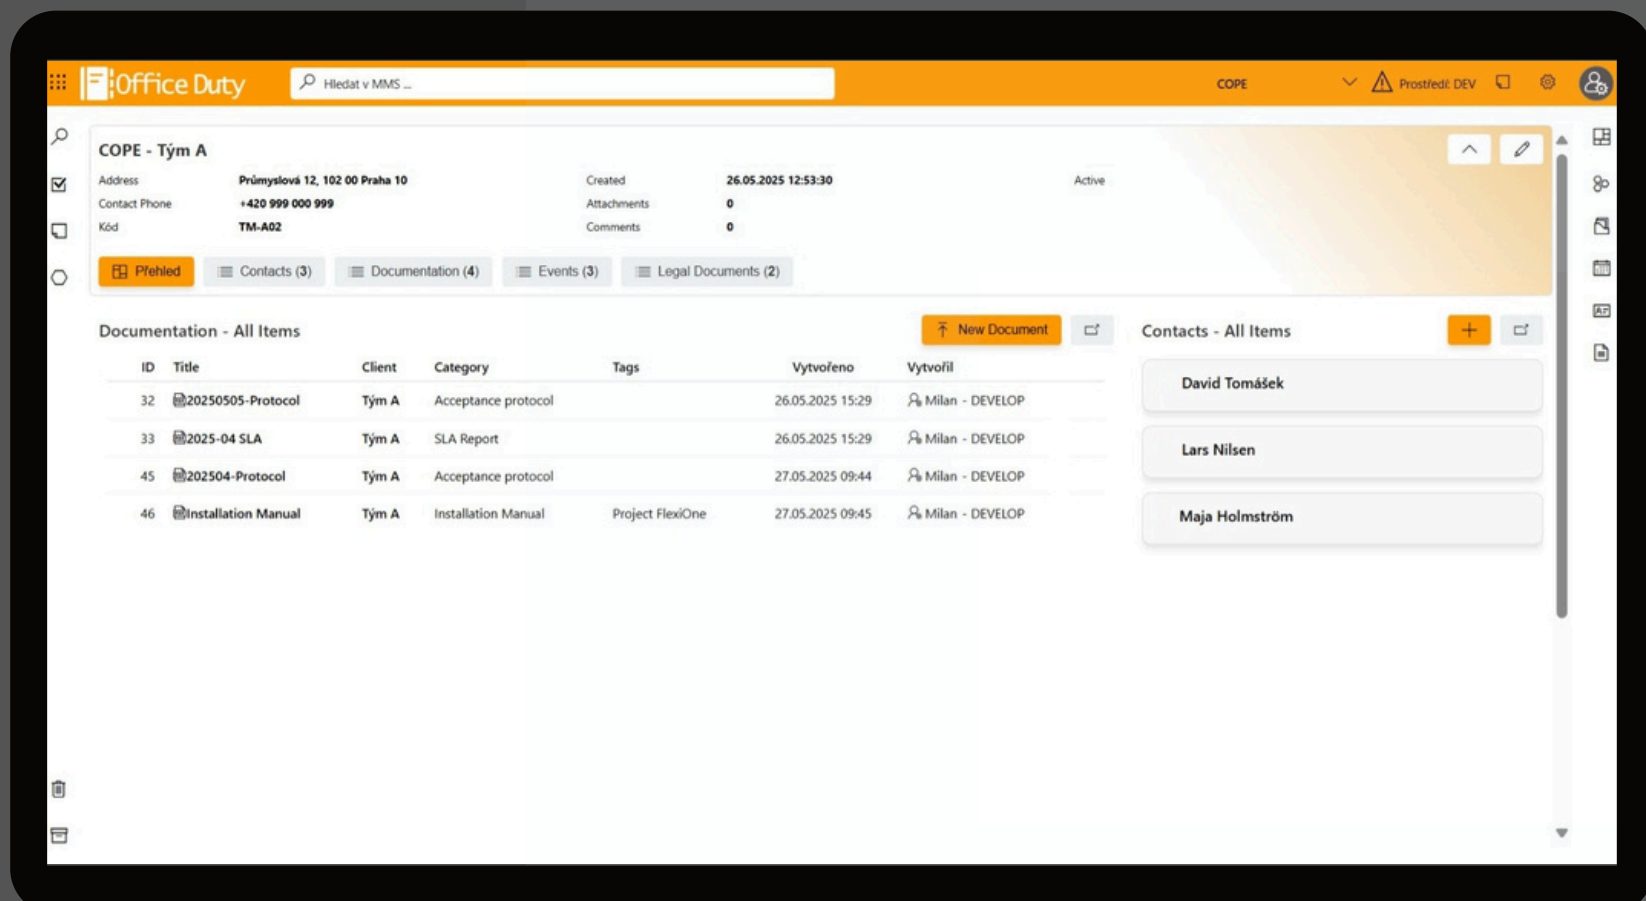 Office Duty
Hledat v MMS ...
COPE
Prostředí: DEV
COPE - Tým A
Address Průmyslová 12, 102 00 Praha 10 Created 26.05.2025 12:53:30 Active
Contact Phone +420 999 000 999 Attachments 0
Kód TM-A02 Comments 0
Přehled Contacts (3) Documentation (4) Events (3) Legal Documents (2)
Documentation - All Items New Document
ID Title Client Category Tags Vytvořeno Vytvořil
32 20250505-Protocol Tým A Acceptance protocol 26.05.2025 15:29 Milan - DEVELOP
33 2025-04 SLA Tým A SLA Report 26.05.2025 15:29 Milan - DEVELOP
45 202504-Protocol Tým A Acceptance protocol 27.05.2025 09:44 Milan - DEVELOP
46 Installation Manual Tým A Installation Manual Project FlexiOne 27.05.2025 09:45 Milan - DEVELOP
Contacts - All Items
David Tomášek
Lars Nilsen
Maja Holmström